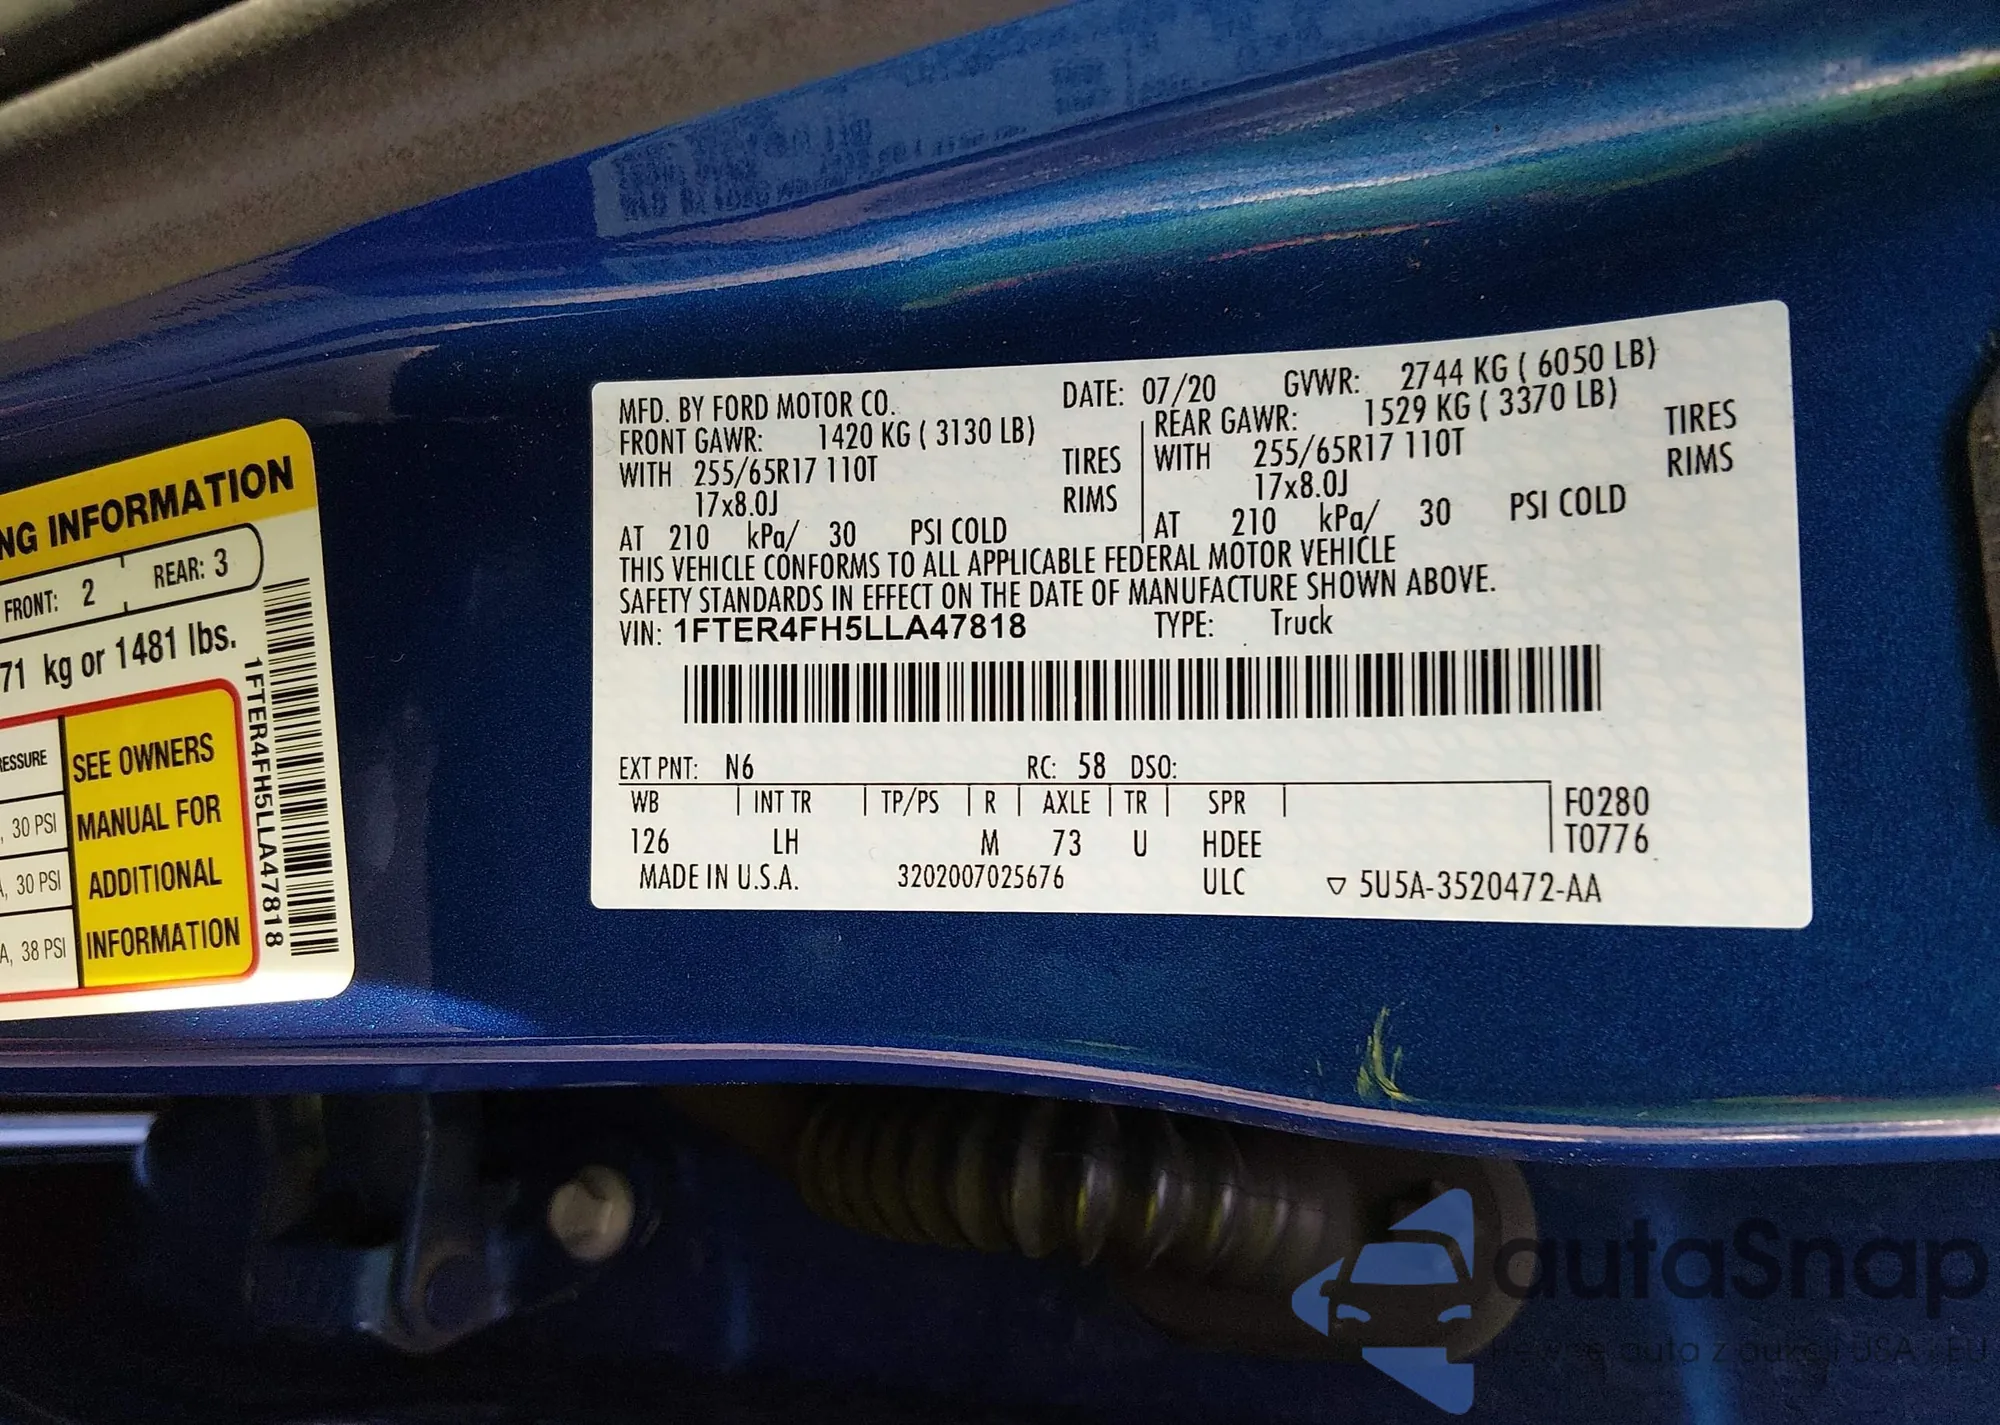 NG INFORMATION
FRONT: 2 REAR: 3
71 kg or 1481 lbs.
ESSURE
, 30 PSI
, 30 PSI
A, 38 PSI
SEE OWNERS
MANUAL FOR
ADDITIONAL
INFORMATION
1FTER4FH5LLA47818
MFD. BY FORD MOTOR CO. DATE: 07/20 GVWR: 2744 KG ( 6050 LB)
FRONT GAWR: 1420 KG ( 3130 LB) REAR GAWR: 1529 KG ( 3370 LB)
WITH 255/65R17 110T TIRES WITH 255/65R17 110T TIRES
17x8.0J RIMS 17x8.0J RIMS
AT 210 kPa/ 30 PSI COLD AT 210 kPa/ 30 PSI COLD
THIS VEHICLE CONFORMS TO ALL APPLICABLE FEDERAL MOTOR VEHICLE
SAFETY STANDARDS IN EFFECT ON THE DATE OF MANUFACTURE SHOWN ABOVE.
VIN: 1FTER4FH5LLA47818 TYPE: Truck
EXT PNT: N6 RC: 58 DSO:
WB INT TR TP/PS R AXLE TR SPR F0280
126 LH M 73 U HDEE T0776
MADE IN U.S.A. 3202007025676 ULC ▽ 5U5A-3520472-AA
autaSnap
auto z aukcji USA